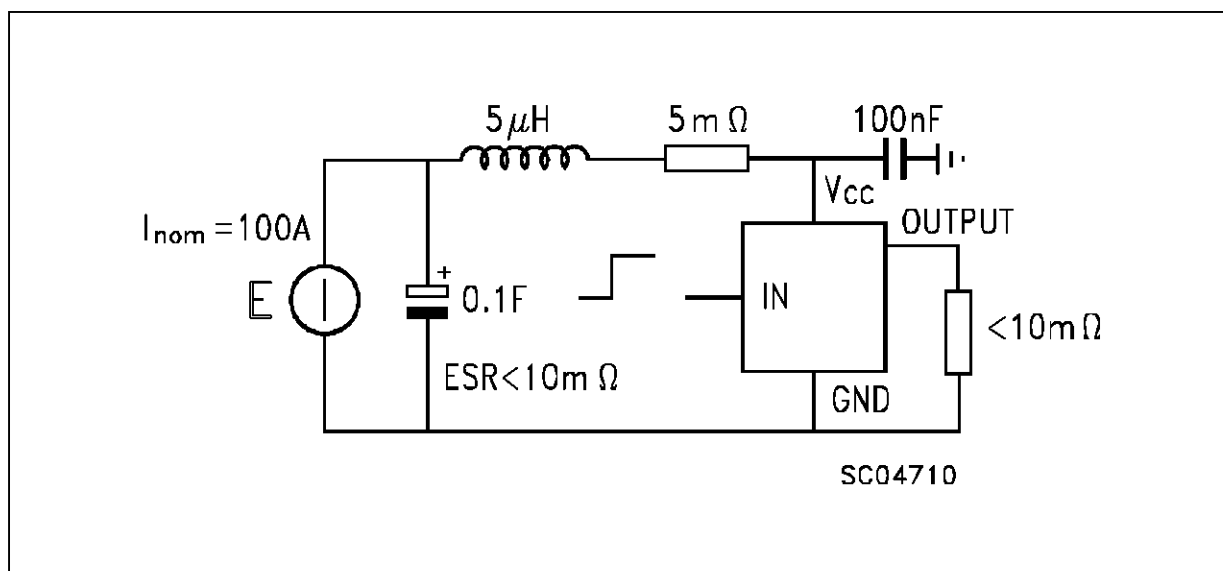 5μH
5mΩ
100nF
Vcc
OUTPUT
Inom =100A
E
+
0.1F
IN
<10mΩ
ESR<10mΩ
GND
SC04710